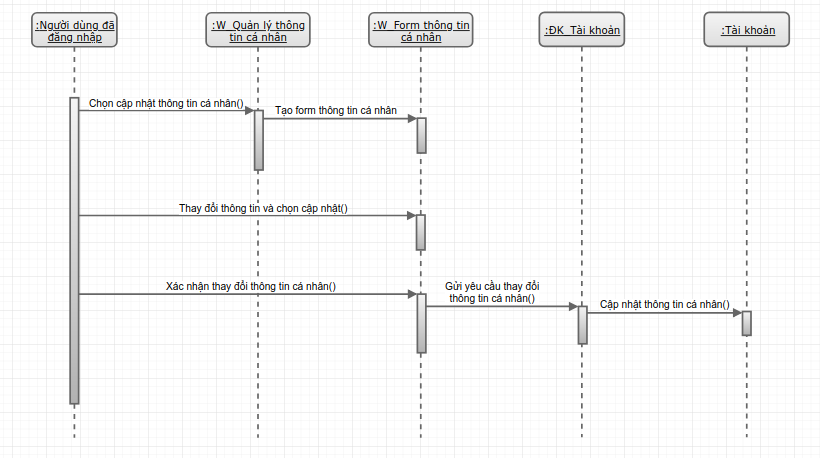 :Người dùng đã
đăng nhập
:W_Quản lý thông
tin cá nhân
:W_Form thông tin
cá nhân
:ĐK_Tài khoản
:Tài khoản
Chọn cập nhật thông tin cá nhân()
Tạo form thông tin cá nhân
Thay đổi thông tin và chọn cập nhật()
Xác nhận thay đổi thông tin cá nhân()
Gửi yêu cầu thay đổi
thông tin cá nhân()
Cập nhật thông tin cá nhân()